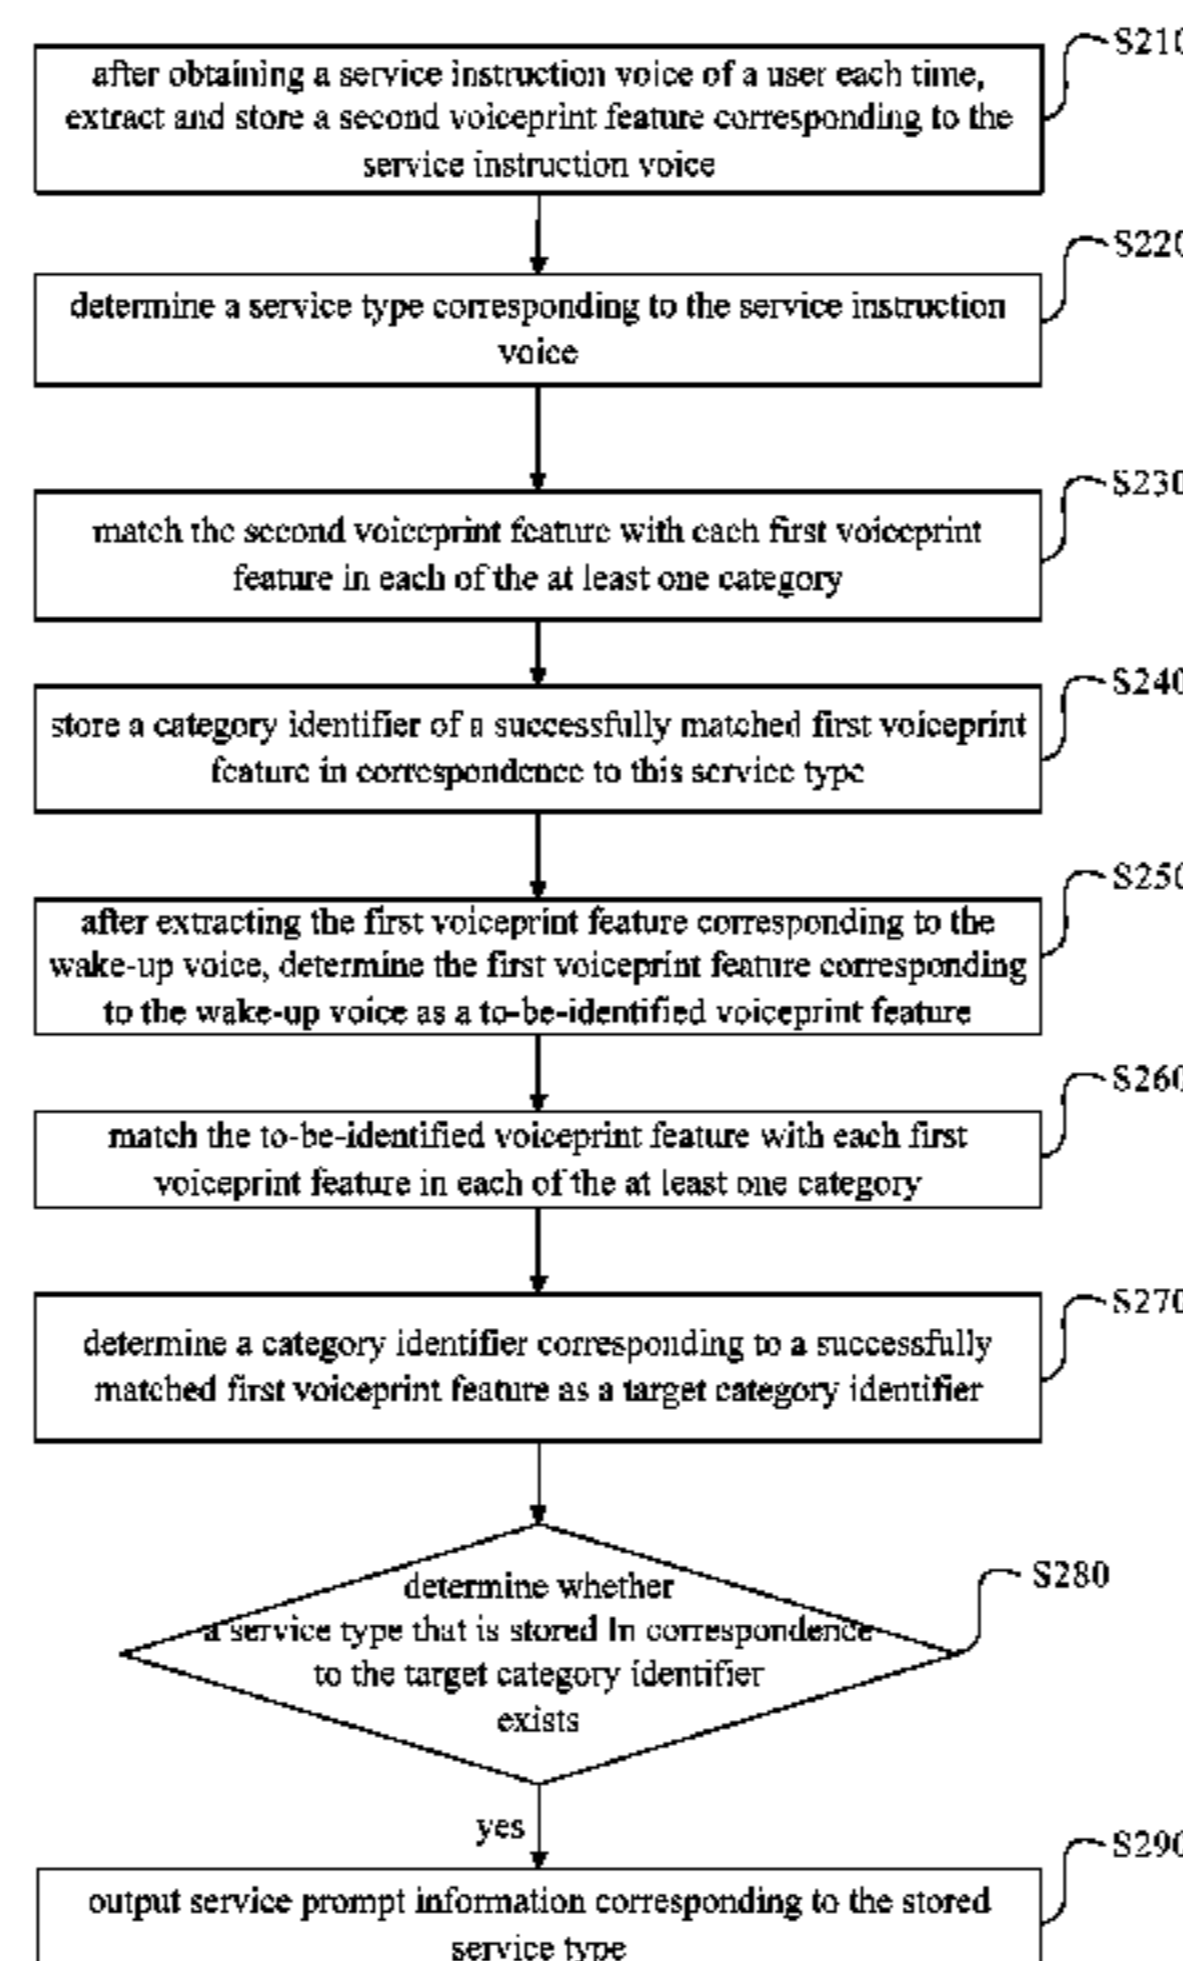 S210
after obtaining a service instruction voice of a user each time,
extract and store a second voiceprint feature corresponding to the
service instruction voice
S220
determine a service type corresponding to the service instruction
voice
S230
match the second voiceprint feature with each first voiceprint
feature in each of the at least one category
S240
store a category identifier of a successfully matched first voiceprint
feature in correspondence to this service type
S250
after extracting the first voiceprint feature corresponding to the
wake-up voice, determine the first voiceprint feature corresponding
to the wake-up voice as a to-be-identified voiceprint feature
S260
match the to-be-identified voiceprint feature with each first
voiceprint feature in each of the at least one category
S270
determine a category identifier corresponding to a successfully
matched first voiceprint feature as a target category identifier
S280
determine whether
a service type that is stored in correspondence
to the target category identifier
exists
yes
S290
output service prompt information corresponding to the stored
service type